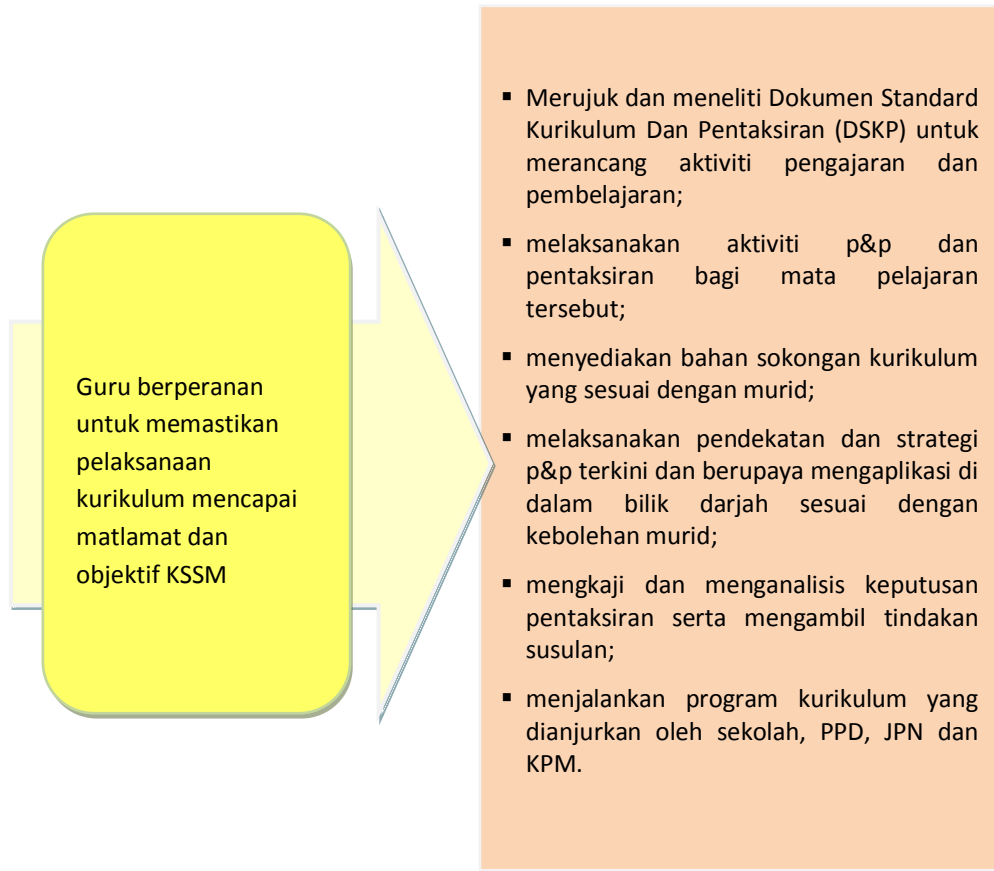 Guru berperanan
untuk memastikan
pelaksanaan
kurikulum mencapai
matlamat dan
objektif KSSM
▪ Merujuk dan meneliti Dokumen Standard
Kurikulum Dan Pentaksiran (DSKP) untuk
merancang aktiviti pengajaran dan
pembelajaran;
▪ melaksanakan aktiviti p&p dan
pentaksiran bagi mata pelajaran
tersebut;
▪ menyediakan bahan sokongan kurikulum
yang sesuai dengan murid;
▪ melaksanakan pendekatan dan strategi
p&p terkini dan berupaya mengaplikasi di
dalam bilik darjah sesuai dengan
kebolehan murid;
▪ mengkaji dan menganalisis keputusan
pentaksiran serta mengambil tindakan
susulan;
▪ menjalankan program kurikulum yang
dianjurkan oleh sekolah, PPD, JPN dan
KPM.